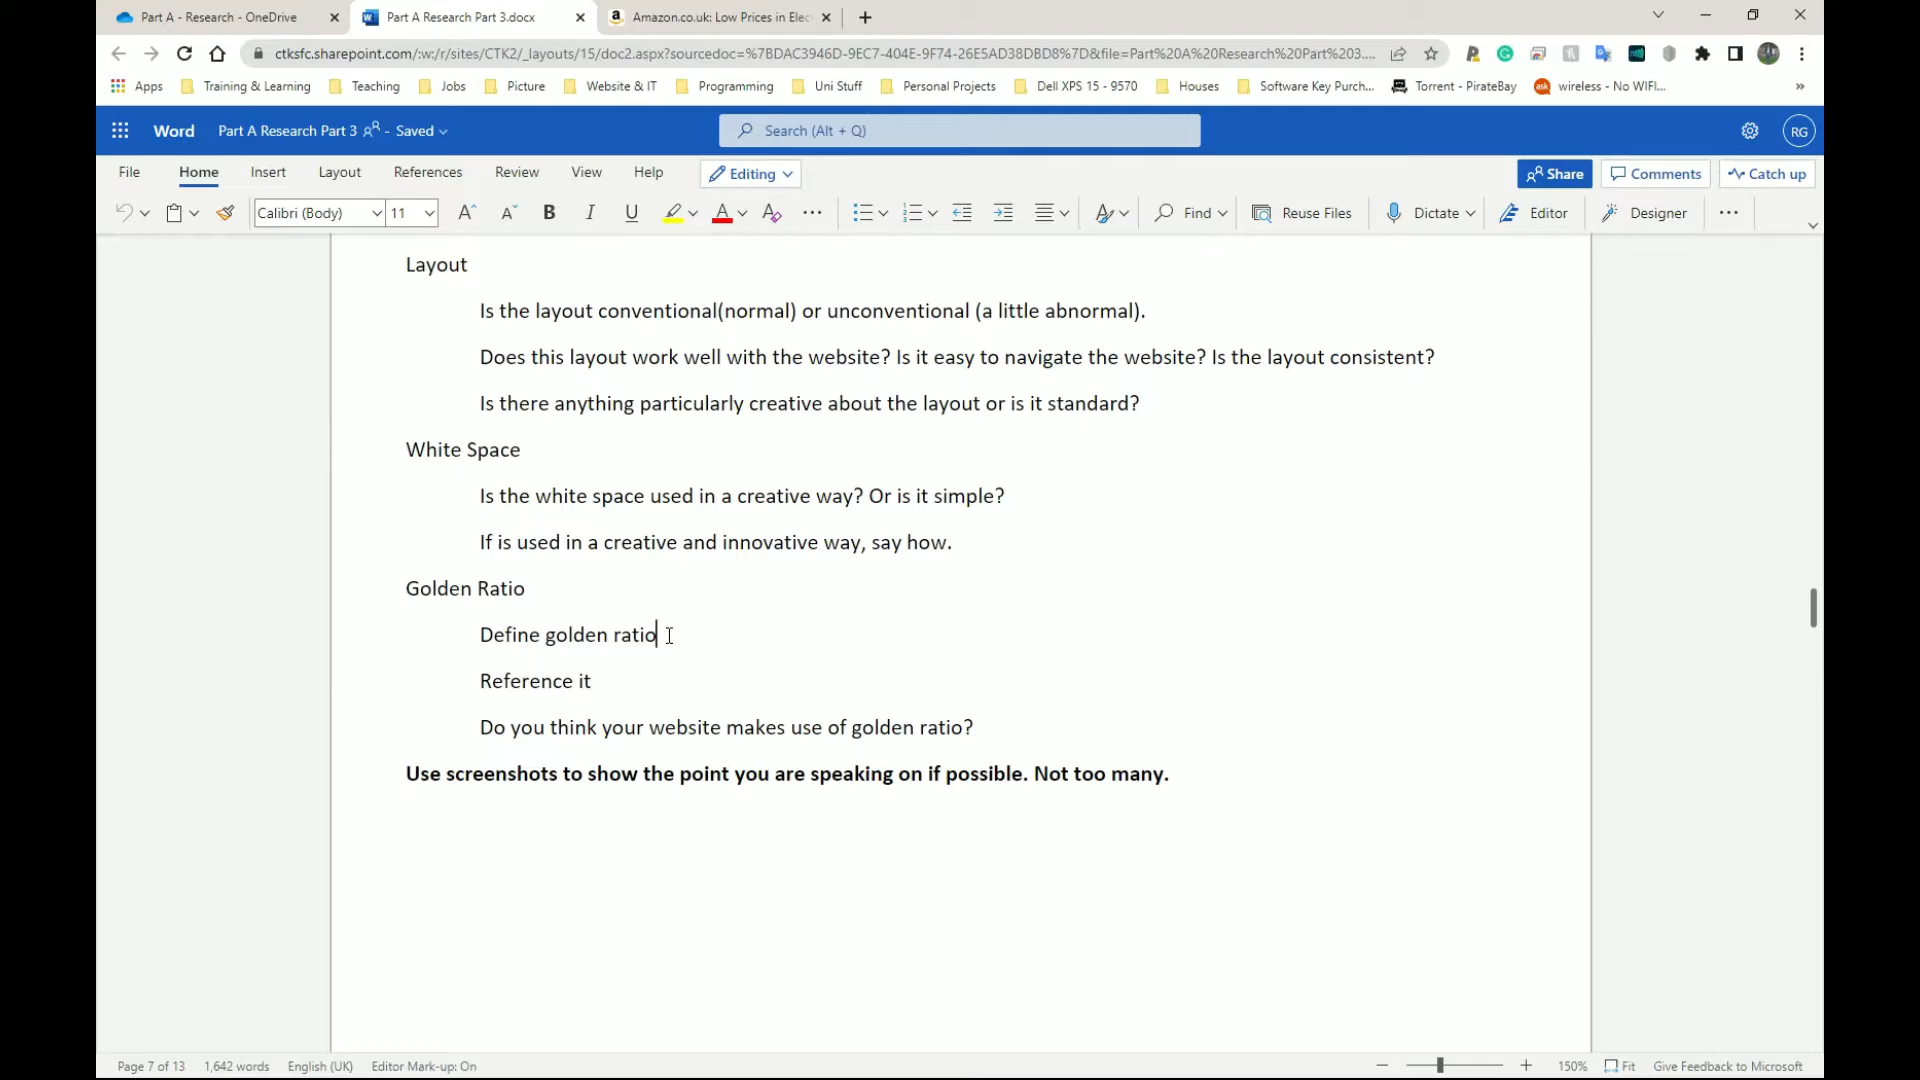 Part A - Research - OneDrive
Part A Research Part 3.docx
Amazon.co.uk: Low Prices in Elec
ctksfc.sharepoint.com/:w:/r/sites/CTK2/_layouts/15/doc2.aspx?sourcedoc=%7BDAC3946D-9EC7-404E-9F74-26E5AD38DBD8%7D&file=Part%20A%20Research%20Part%203....
Apps Training & Learning Teaching Jobs Picture Website & IT Programming Uni Stuff Personal Projects Dell XPS 15 - 9570 Houses Software Key Purch... Torrent - PirateBay ask wireless - No WIFI... »
Word Part A Research Part 3 - Saved Search (Alt + Q) RG
File Home Insert Layout References Review View Help Editing Share Comments Catch up
Calibri (Body) 11 A A B I U A A Find Reuse Files Dictate Editor Designer
Layout
Is the layout conventional(normal) or unconventional (a little abnormal).
Does this layout work well with the website? Is it easy to navigate the website? Is the layout consistent?
Is there anything particularly creative about the layout or is it standard?
White Space
Is the white space used in a creative way? Or is it simple?
If is used in a creative and innovative way, say how.
Golden Ratio
Define golden ratio
Reference it
Do you think your website makes use of golden ratio?
Use screenshots to show the point you are speaking on if possible. Not too many.
Page 7 of 13 1,642 words English (UK) Editor Mark-up: On 150% Fit Give Feedback to Microsoft